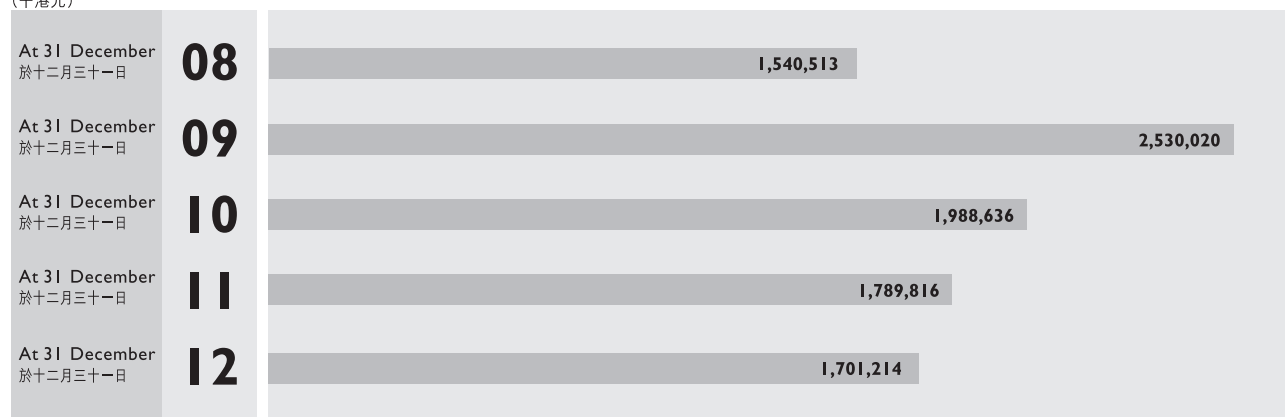 (千港元)
At 31 December
於十二月三十一日
08
1,540,513
At 31 December
於十二月三十一日
09
2,530,020
At 31 December
於十二月三十一日
10
1,988,636
At 31 December
於十二月三十一日
11
1,789,816
At 31 December
於十二月三十一日
12
1,701,214